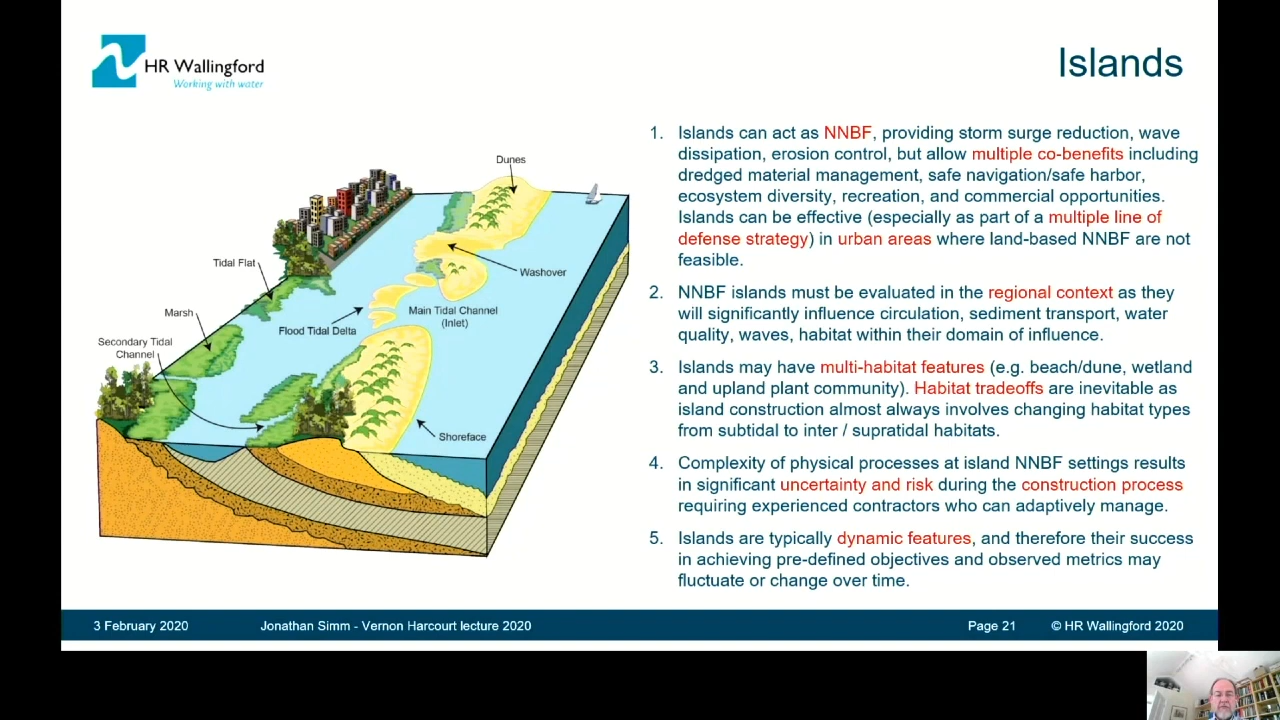 HR Wallingford
Working with water
Islands
Dunes
Washover
Tidal Flat
Main Tidal Channel
(Inlet)
Flood Tidal Delta
Marsh
Secondary Tidal
Channel
Shoreface
1. Islands can act as NNBF, providing storm surge reduction, wave
dissipation, erosion control, but allow multiple co-benefits including
dredged material management, safe navigation/safe harbor,
ecosystem diversity, recreation, and commercial opportunities.
Islands can be effective (especially as part of a multiple line of
defense strategy) in urban areas where land-based NNBF are not
feasible.
2. NNBF islands must be evaluated in the regional context as they
will significantly influence circulation, sediment transport, water
quality, waves, habitat within their domain of influence.
3. Islands may have multi-habitat features (e.g. beach/dune, wetland
and upland plant community). Habitat tradeoffs are inevitable as
island construction almost always involves changing habitat types
from subtidal to inter / supratidal habitats.
4. Complexity of physical processes at island NNBF settings results
in significant uncertainty and risk during the construction process
requiring experienced contractors who can adaptively manage.
5. Islands are typically dynamic features, and therefore their success
in achieving pre-defined objectives and observed metrics may
fluctuate or change over time.
3 February 2020 Jonathan Simm - Vernon Harcourt lecture 2020 Page 21 © HR Wallingford 2020